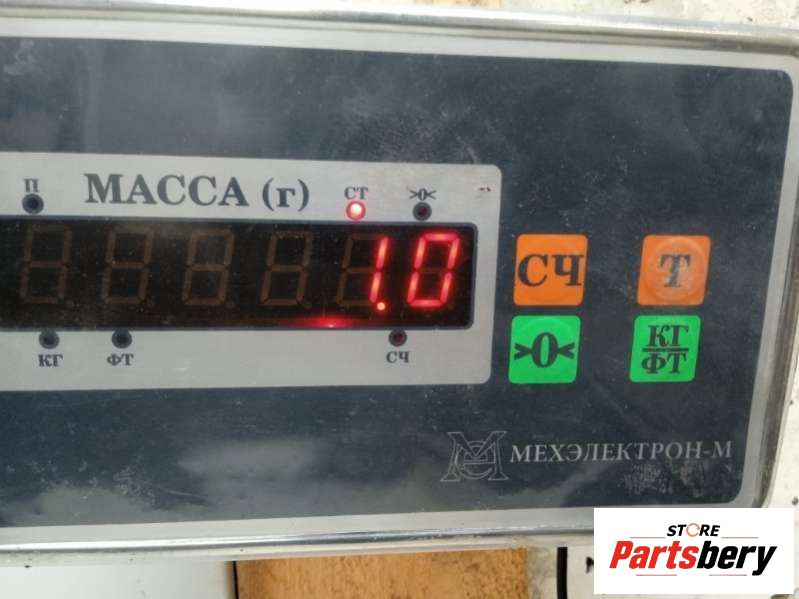 П МАССА (г) СТ >0<
1.0
КГ ФТ СЧ
СЧ Т
>0< КГ
ФТ
МЕХЭЛЕКТРОН-М
STORE
Partsbery